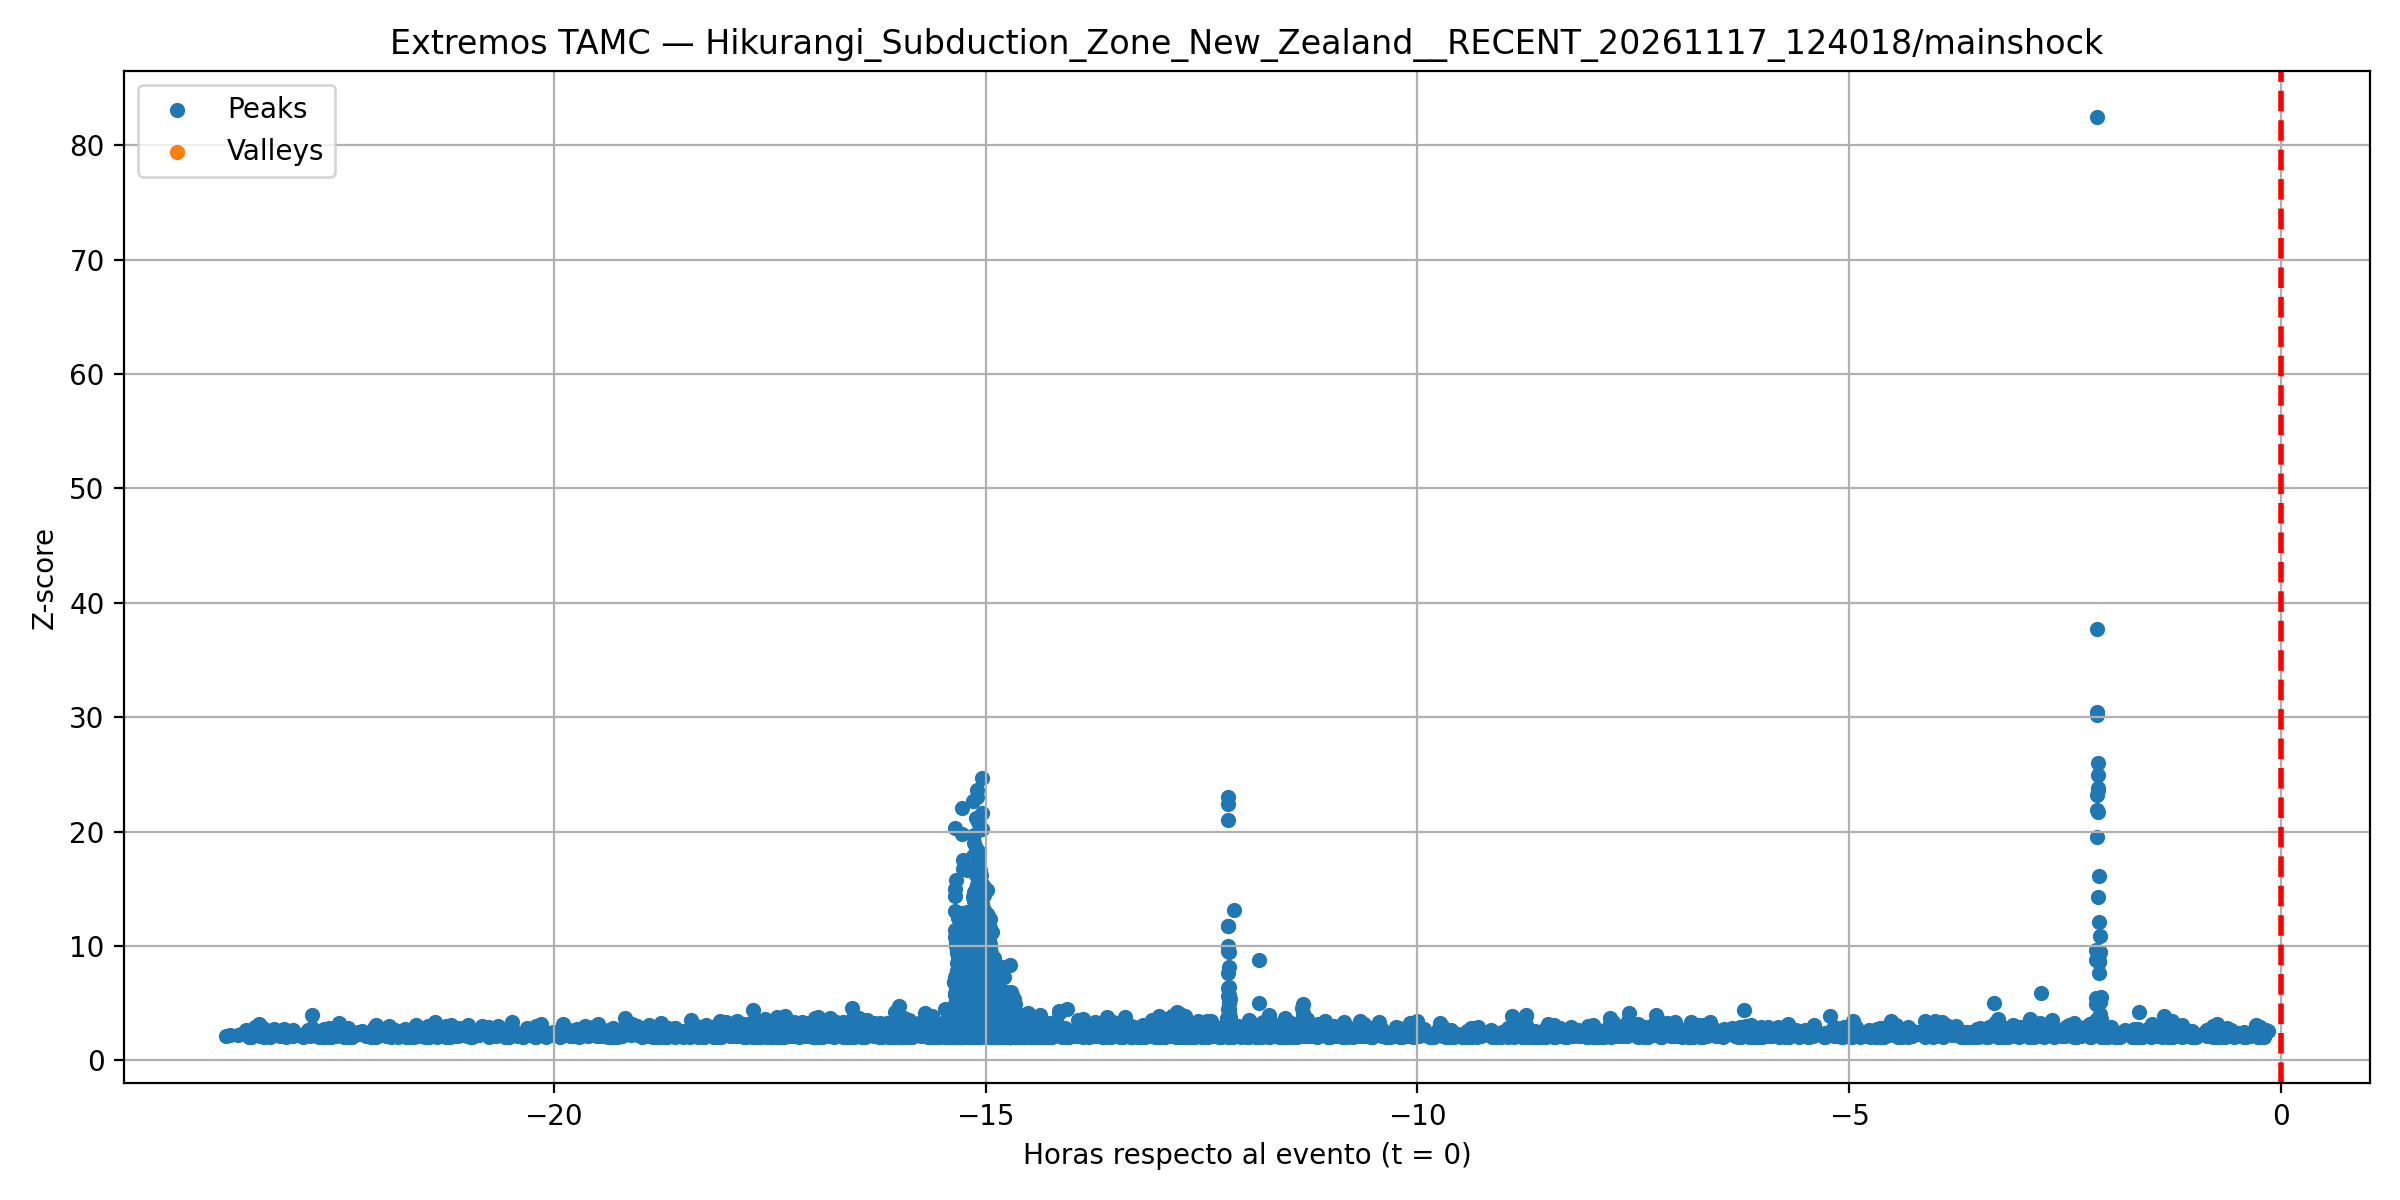 Extremos TAMC — Hikurangi_Subduction_Zone_New_Zealand__RECENT_20261117_124018/mainshock
Peaks
Valleys
80
70
60
50
40
30
20
10
0
Z-score
−20
−15
−10
−5
0
Horas respecto al evento (t = 0)